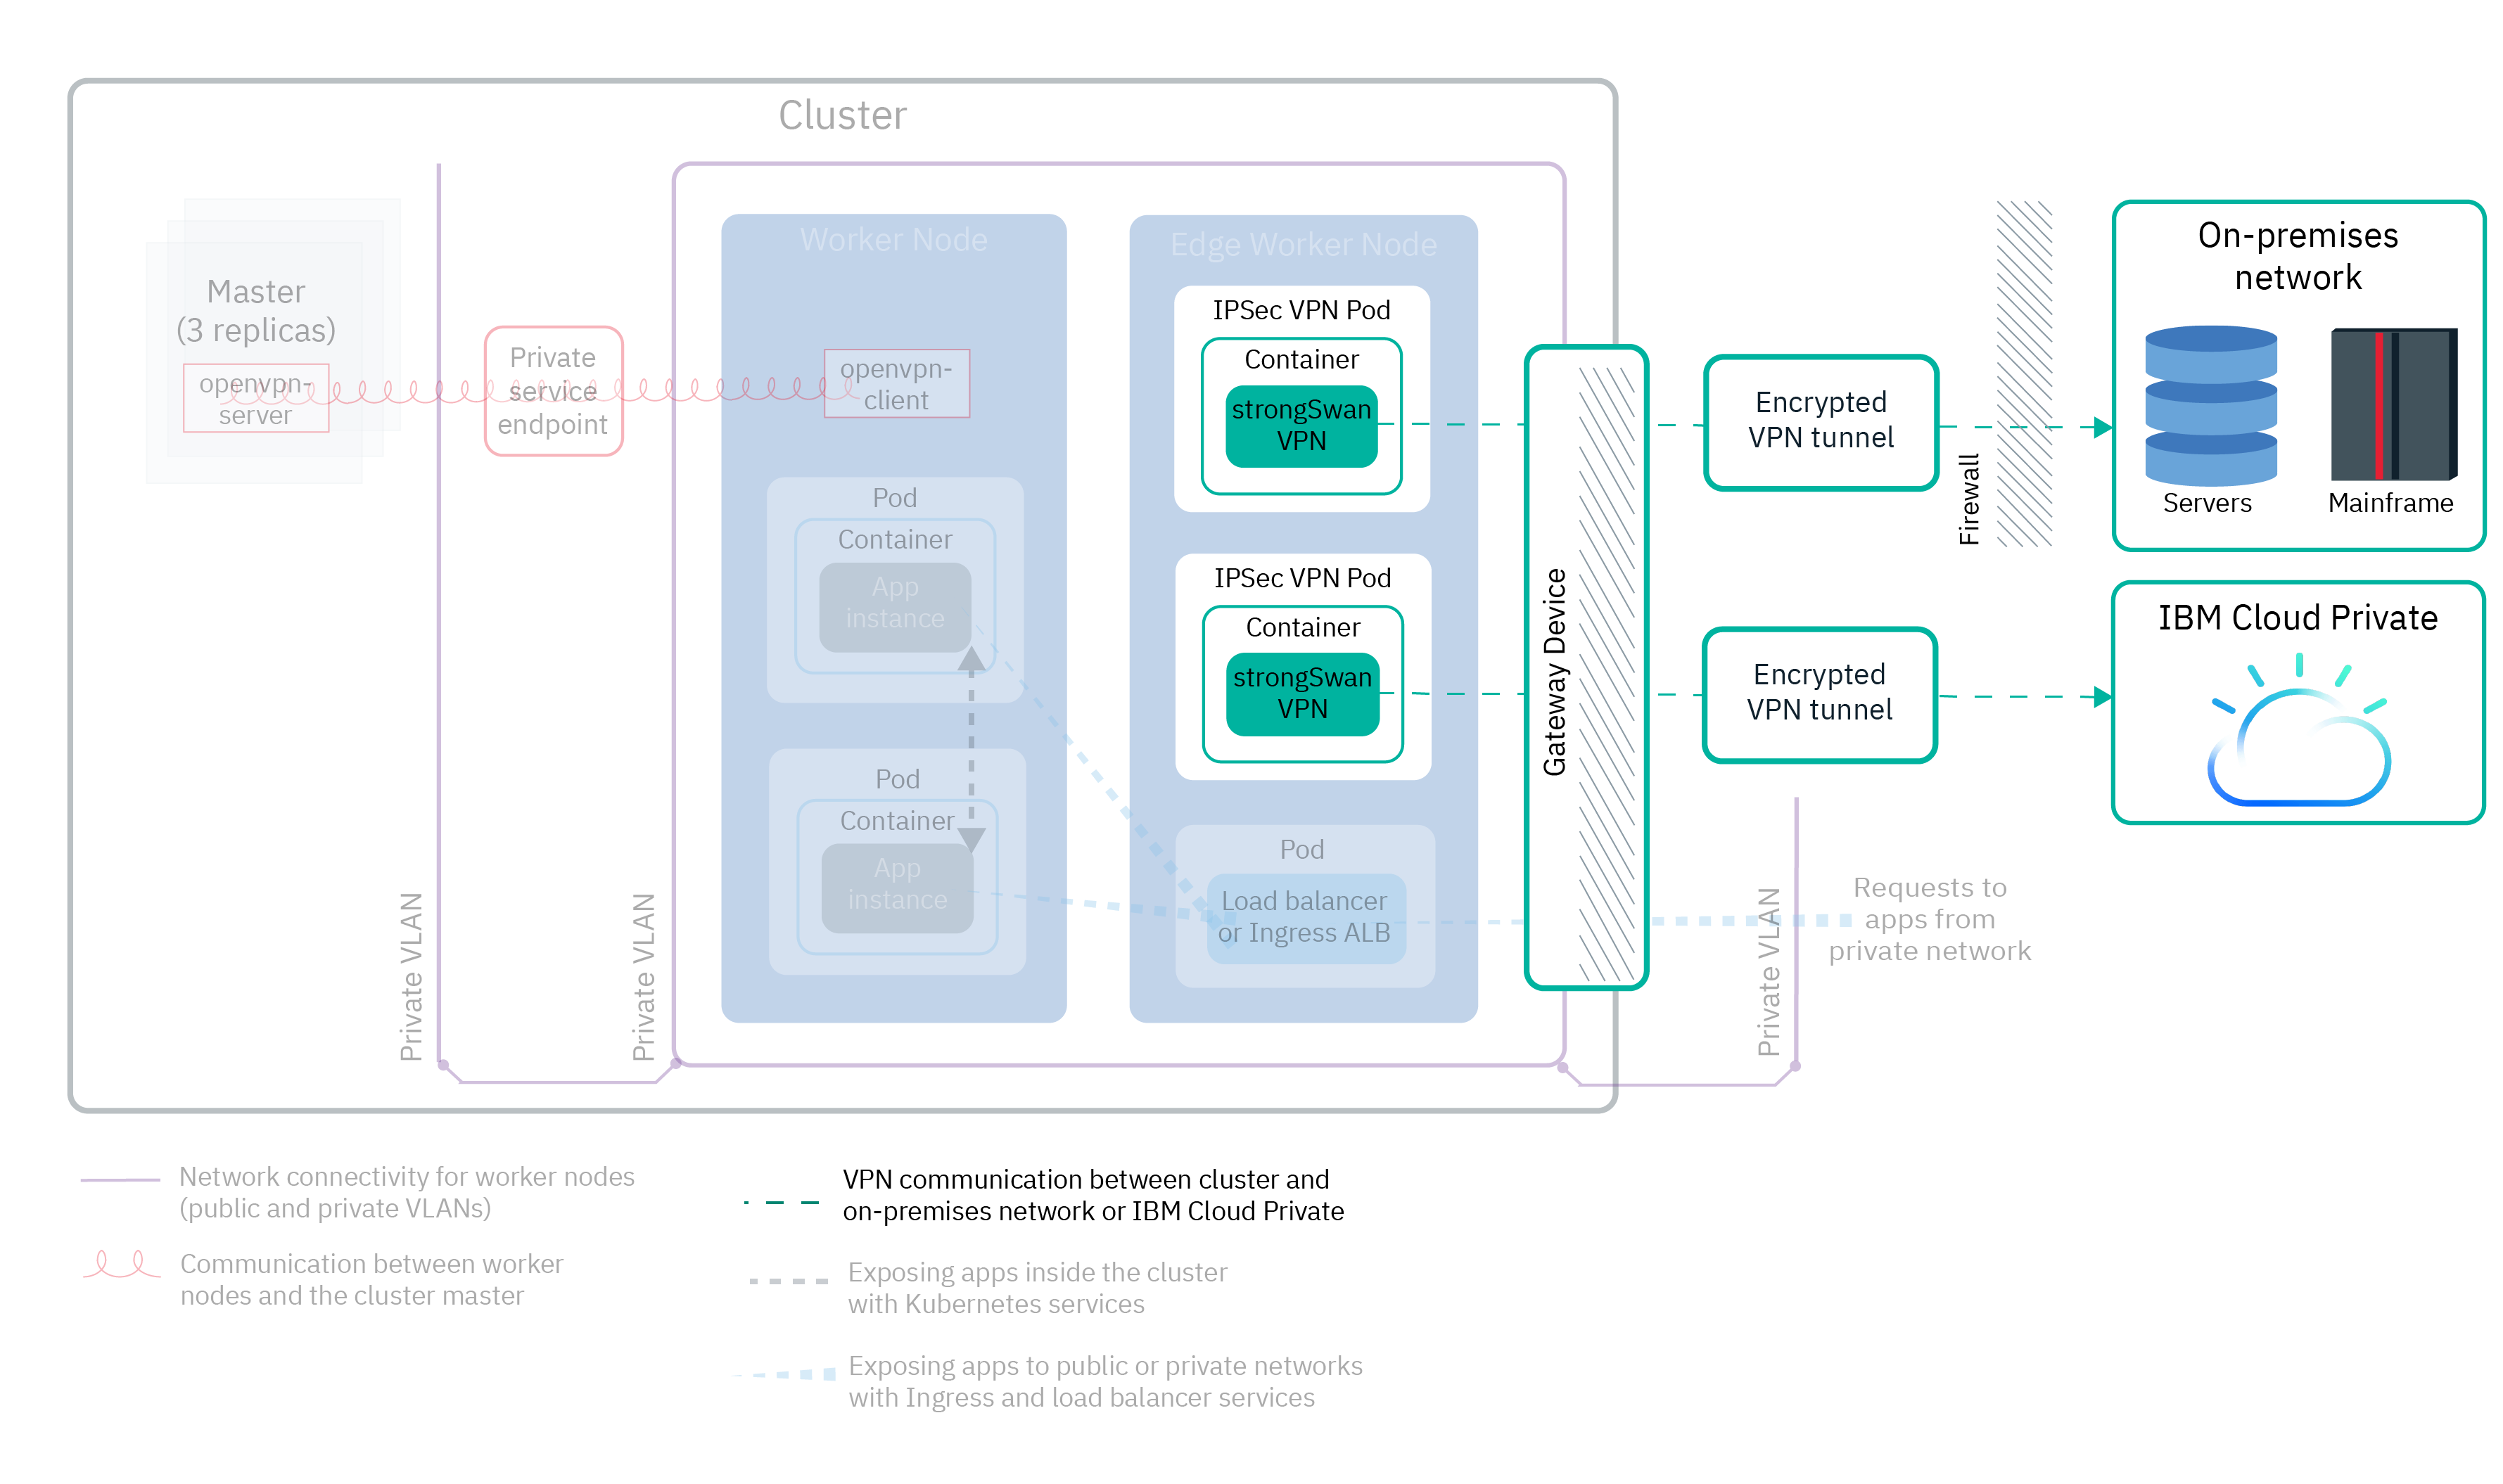 Cluster
Master
(3 replicas)
openvpn-
server
Private VLAN
Private
service
endpoint
Private VLAN
Worker Node
openvpn-
client
Pod
Container
App
instance
Pod
Container
App
instance
Edge Worker Node
IPSec VPN Pod
Container
strongSwan
VPN
IPSec VPN Pod
Container
strongSwan
VPN
Pod
Load balancer
or Ingress ALB
Gateway Device
Encrypted
VPN tunnel
Firewall
On-premises
network
Servers
Mainframe
Encrypted
VPN tunnel
IBM Cloud Private
Private VLAN
Requests to
apps from
private network
Network connectivity for worker nodes
(public and private VLANs)
Communication between worker
nodes and the cluster master
VPN communication between cluster and
on-premises network or IBM Cloud Private
Exposing apps inside the cluster
with Kubernetes services
Exposing apps to public or private networks
with Ingress and load balancer services